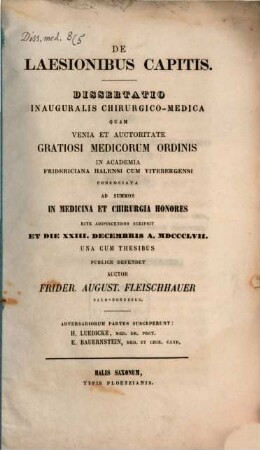 Diss. med. 8(5
DE
LAESIONIBUS CAPITIS.
DISSERTATIO
INAUGURALIS CHIRURGICO-MEDICA
QUAM
VENIA ET AUCTORITATE
GRATIOSI MEDICORUM ORDINIS
IN ACADEMIA
FRIDERICIANA HALENSI CUM VITEBERGENSI
CONSOCIATA
AD SUMMOS
IN MEDICINA ET CHIRURGIA HONORES
RITE ADIPISCENDOS SCRIPSIT
ET DIE XXIII. DECEMBRIS A. MDCCCLVII.
UNA CUM THESIBUS
PUBLICE DEFENDET
AUCTOR
FRIDER. AUGUST. FLEISCHHAUER
ADVERSARIORUM PARTES SUSCEPERUNT:
H. LUEDICKE, MED. DR. PRCT.
E. BAUERNSTEIN, MED. ET CHIR. CAND.
HALIS SAXONUM,
TYPIS PLOETZIANIS.